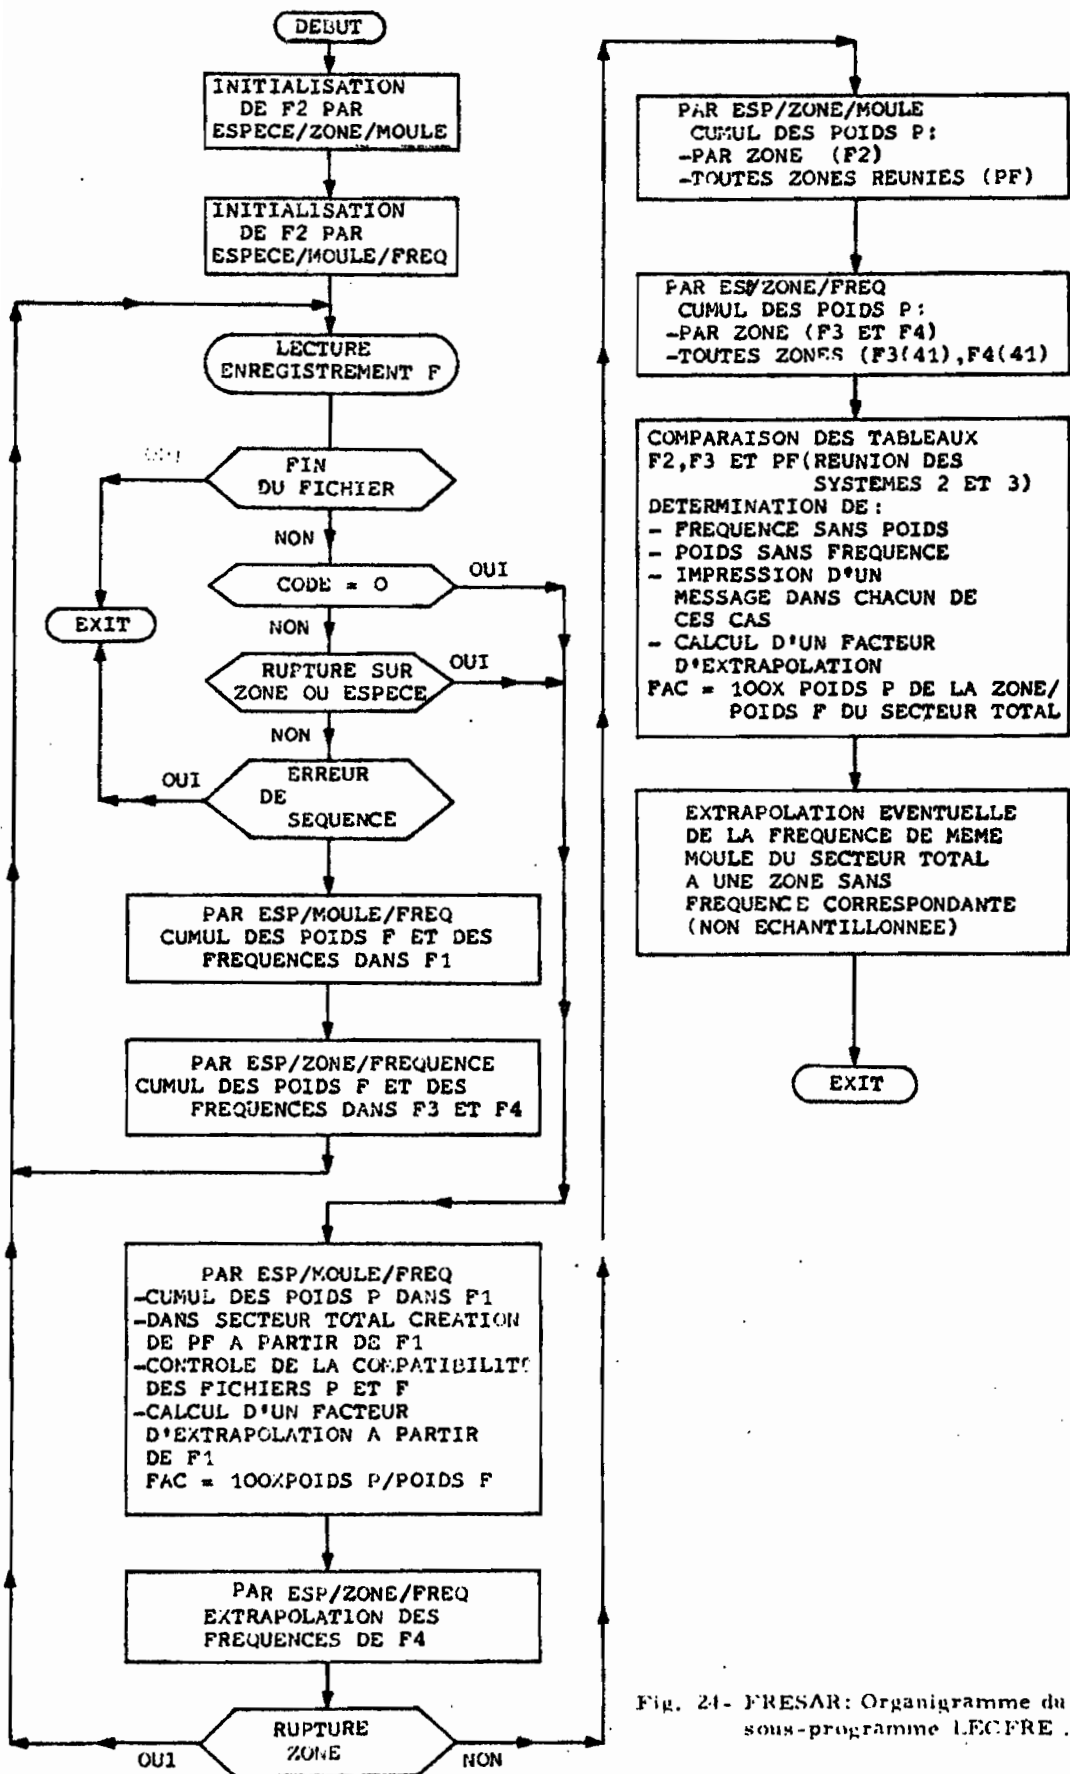 DEBUT
INITIALISATION
DE F2 PAR
ESPECE/ZONE/MOULE
INITIALISATION
DE F2 PAR
ESPECE/MOULE/FREQ
LECTURE
ENREGISTREMENT F
FIN
DU FICHIER
OUI
NON
CODE = 0
OUI
EXIT
NON
RUPTURE SUR
ZONE OU ESPECE
OUI
NON
ERREUR
DE
SEQUENCE
OUI
PAR ESP/MOULE/FREQ
CUMUL DES POIDS F ET DES
FREQUENCES DANS F1
PAR ESP/ZONE/FREQUENCE
CUMUL DES POIDS F ET DES
FREQUENCES DANS F3 ET F4
PAR ESP/MOULE/FREQ
-CUMUL DES POIDS P DANS F1
-DANS SECTEUR TOTAL CREATION
DE PF A PARTIR DE F1
-CONTROLE DE LA COMPATIBILITE
DES FICHIERS P ET F
-CALCUL D'UN FACTEUR
D'EXTRAPOLATION A PARTIR
DE F1
FAC = 100XPOIDS P/POIDS F
PAR ESP/ZONE/FREQ
EXTRAPOLATION DES
FREQUENCES DE F4
RUPTURE
ZONE
OUI
NON
PAR ESP/ZONE/MOULE
CUMUL DES POIDS P:
-PAR ZONE (F2)
-TOUTES ZONES REUNIES (PF)
PAR ESP/ZONE/FREQ
CUMUL DES POIDS P:
-PAR ZONE (F3 ET F4)
-TOUTES ZONES (F3(41),F4(41)
COMPARAISON DES TABLEAUX
F2,F3 ET PF(REUNION DES
SYSTEMES 2 ET 3)
DETERMINATION DE:
- FREQUENCE SANS POIDS
- POIDS SANS FREQUENCE
- IMPRESSION D'UN
MESSAGE DANS CHACUN DE
CES CAS
- CALCUL D'UN FACTEUR
D'EXTRAPOLATION
FAC = 100X POIDS P DE LA ZONE/
POIDS F DU SECTEUR TOTAL
EXTRAPOLATION EVENTUELLE
DE LA FREQUENCE DE MEME
MOULE DU SECTEUR TOTAL
A UNE ZONE SANS
FREQUENCE CORRESPONDANTE
(NON ECHANTILLONNEE)
EXIT
Fig. 24- FRESAR: Organigramme du
sous-programme LECFRE.